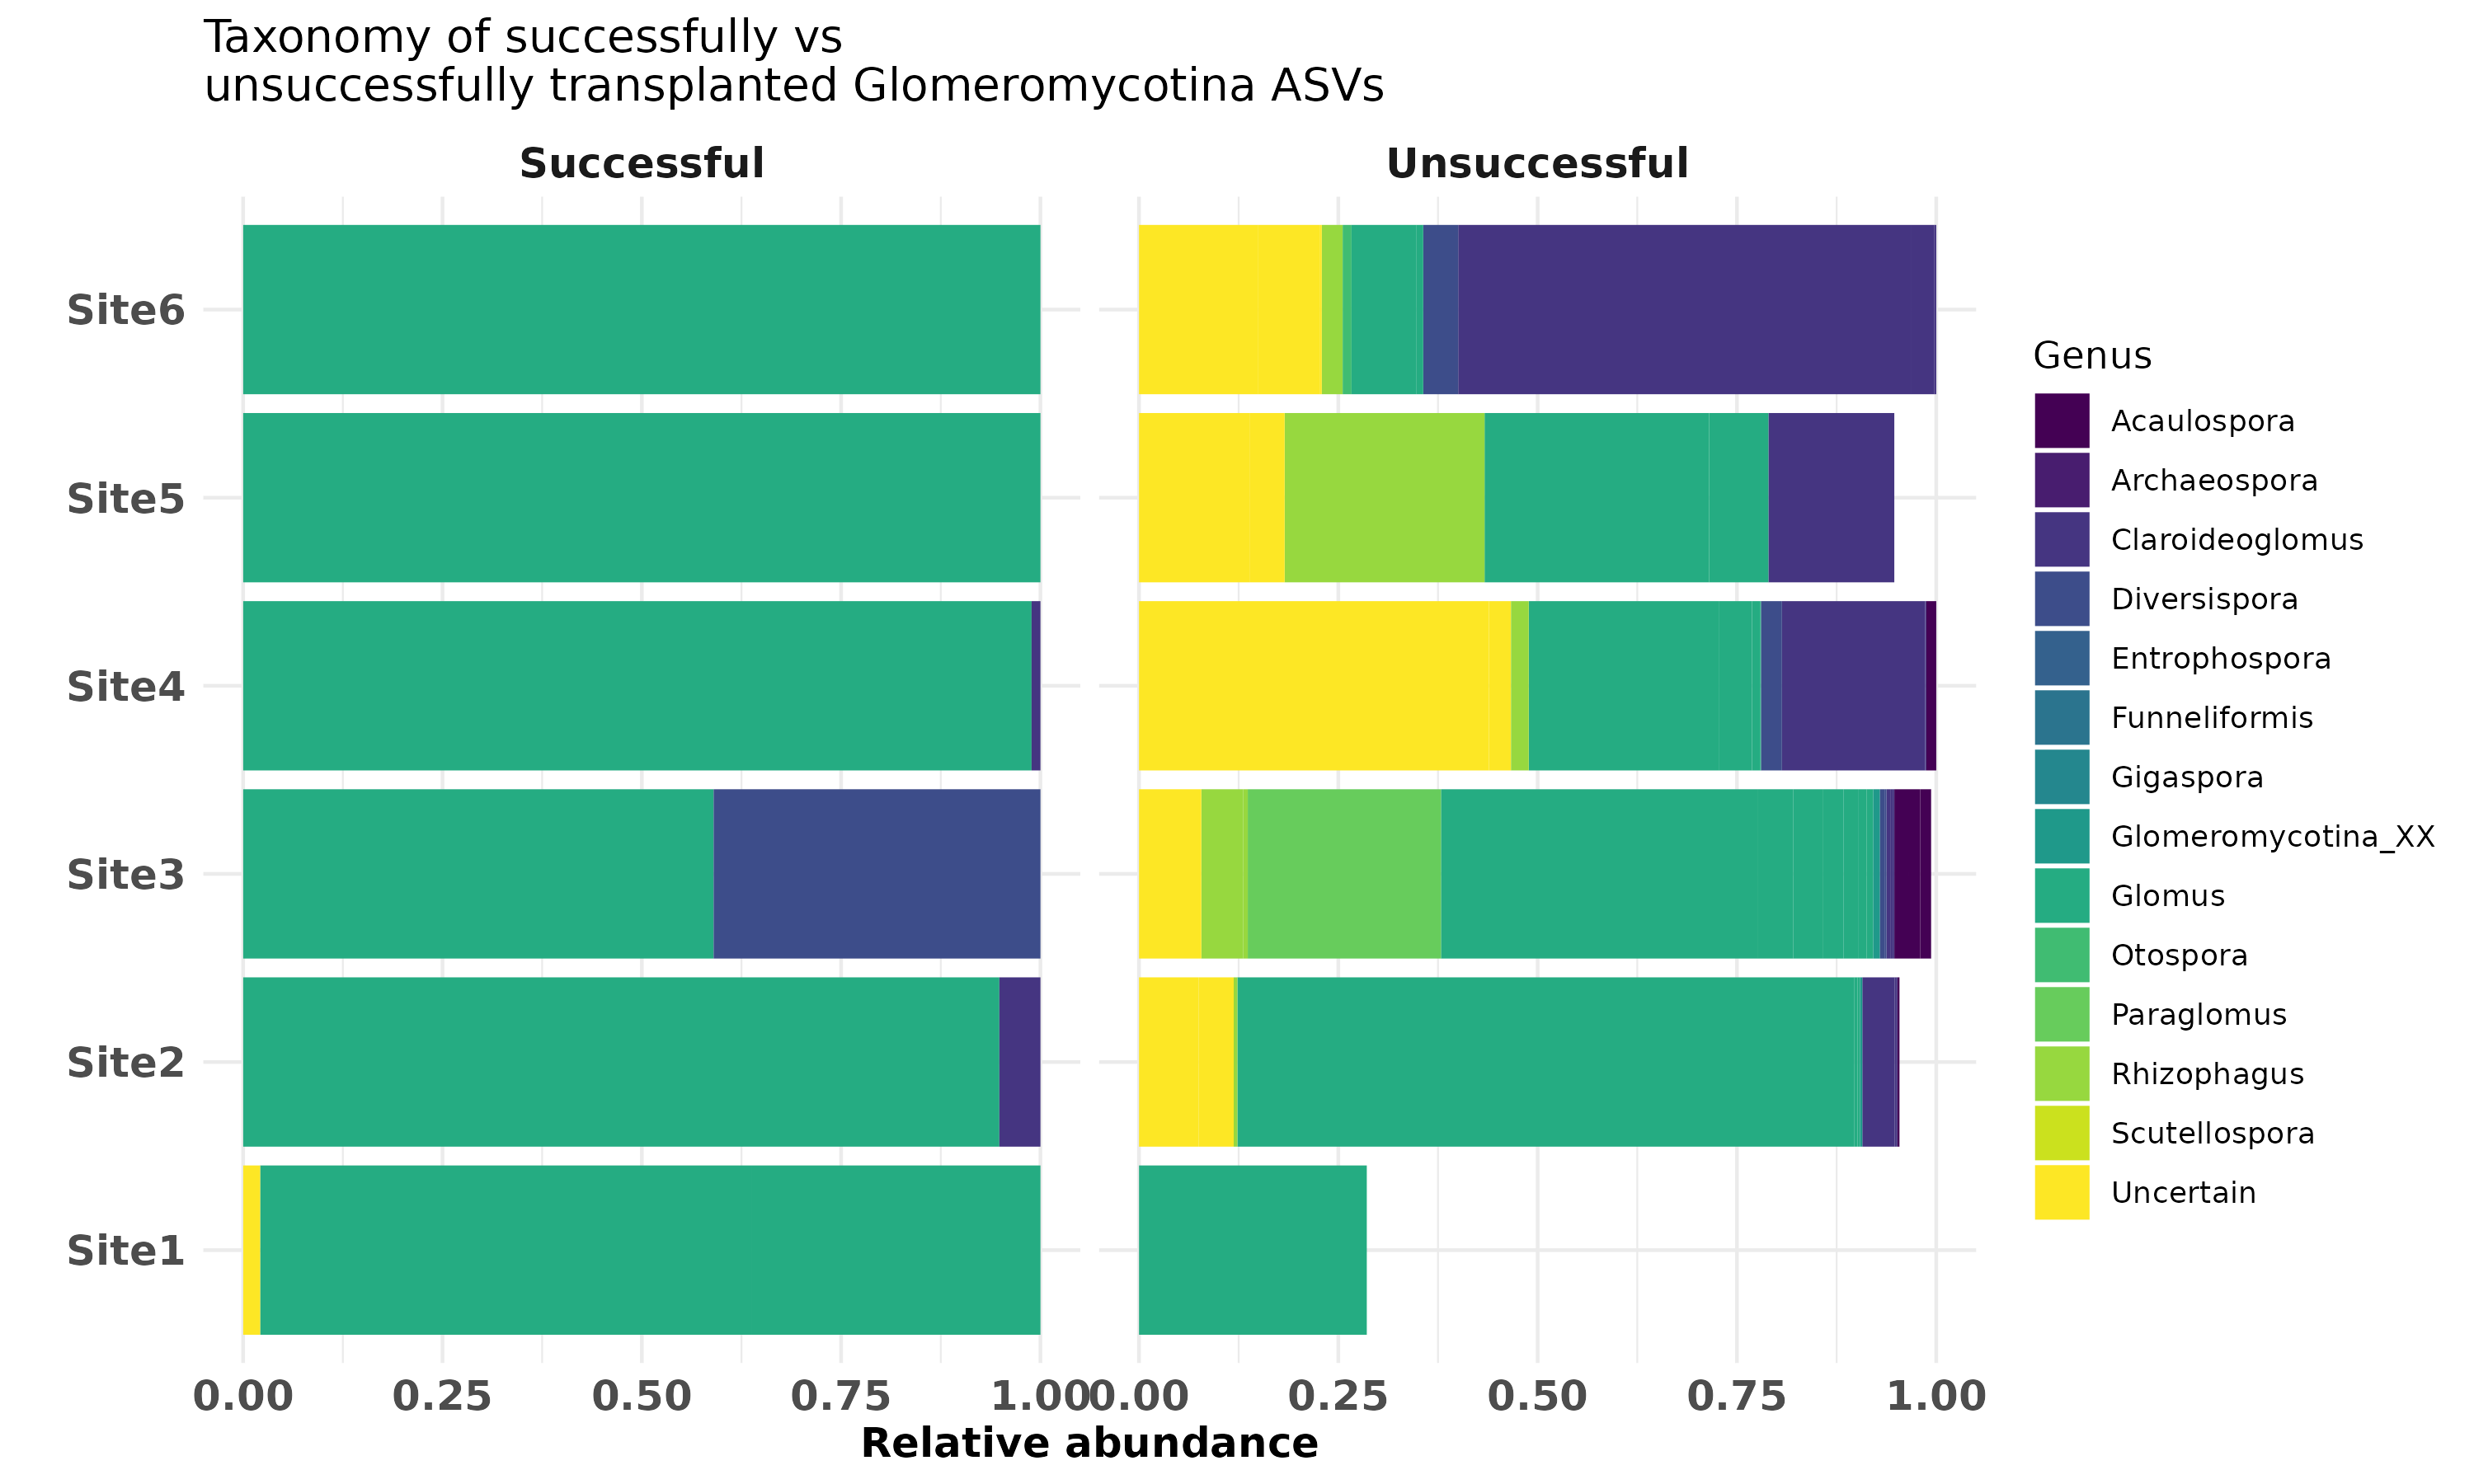 Taxonomy of successfully vs
unsuccessfully transplanted Glomeromycotina ASVs
Successful
Unsuccessful
Site6
Site5
Site4
Site3
Site2
Site1
0.00 0.25 0.50 0.75 1.00
0.00 0.25 0.50 0.75 1.00
Relative abundance
Genus
Acaulospora
Archaeospora
Claroideoglomus
Diversispora
Entrophospora
Funneliformis
Gigaspora
Glomeromycotina_XX
Glomus
Otospora
Paraglomus
Rhizophagus
Scutellospora
Uncertain